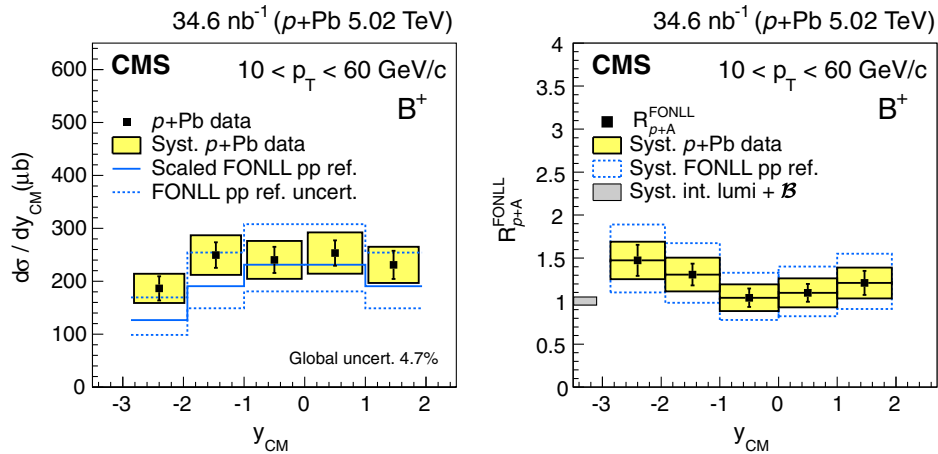 34.6 nb⁻¹ (p+Pb 5.02 TeV)
CMS
10 < p_T < 60 GeV/c
B⁺
p+Pb data
Syst. p+Pb data
Scaled FONLL pp ref.
FONLL pp ref. uncert.
Global uncert. 4.7%
dσ / dy_CM(μb)
600
500
400
300
200
100
0
-3 -2 -1 0 1 2
y_CM
34.6 nb⁻¹ (p+Pb 5.02 TeV)
CMS
10 < p_T < 60 GeV/c
B⁺
R_{p+A}^{FONLL}
Syst. p+Pb data
Syst. FONLL pp ref.
Syst. int. lumi + ℬ
R_{p+A}^{FONLL}
4
3.5
3
2.5
2
1.5
1
0.5
0
-3 -2 -1 0 1 2
y_CM